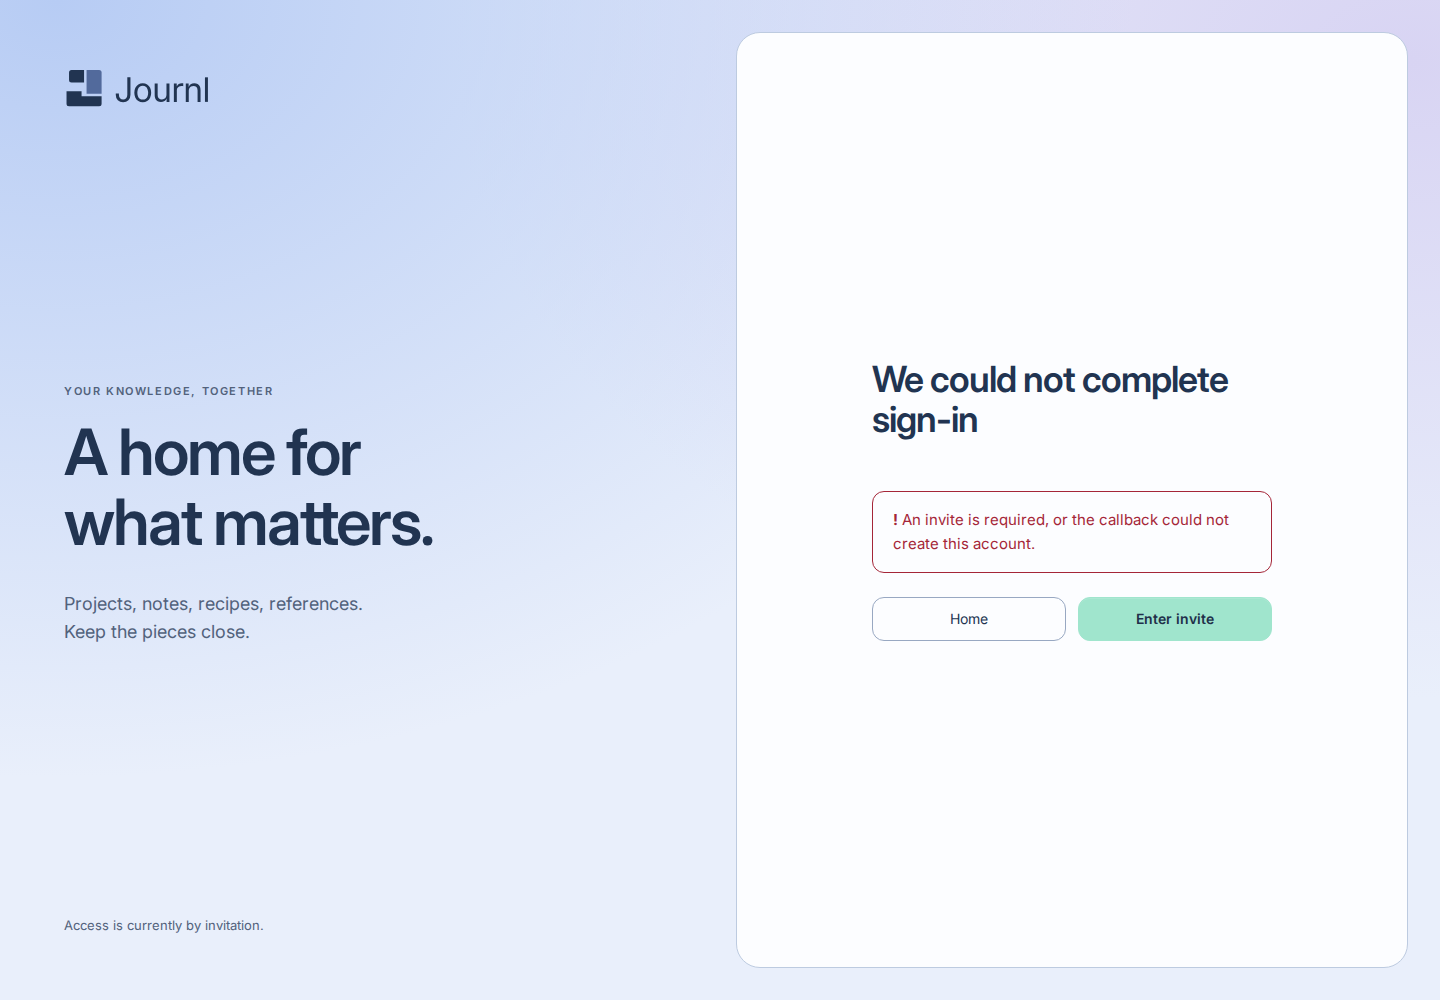 Journl
YOUR KNOWLEDGE, TOGETHER
A home for
what matters.
Projects, notes, recipes, references.
Keep the pieces close.
Access is currently by invitation.
We could not complete
sign-in
! An invite is required, or the callback could not
create this account.
Home
Enter invite